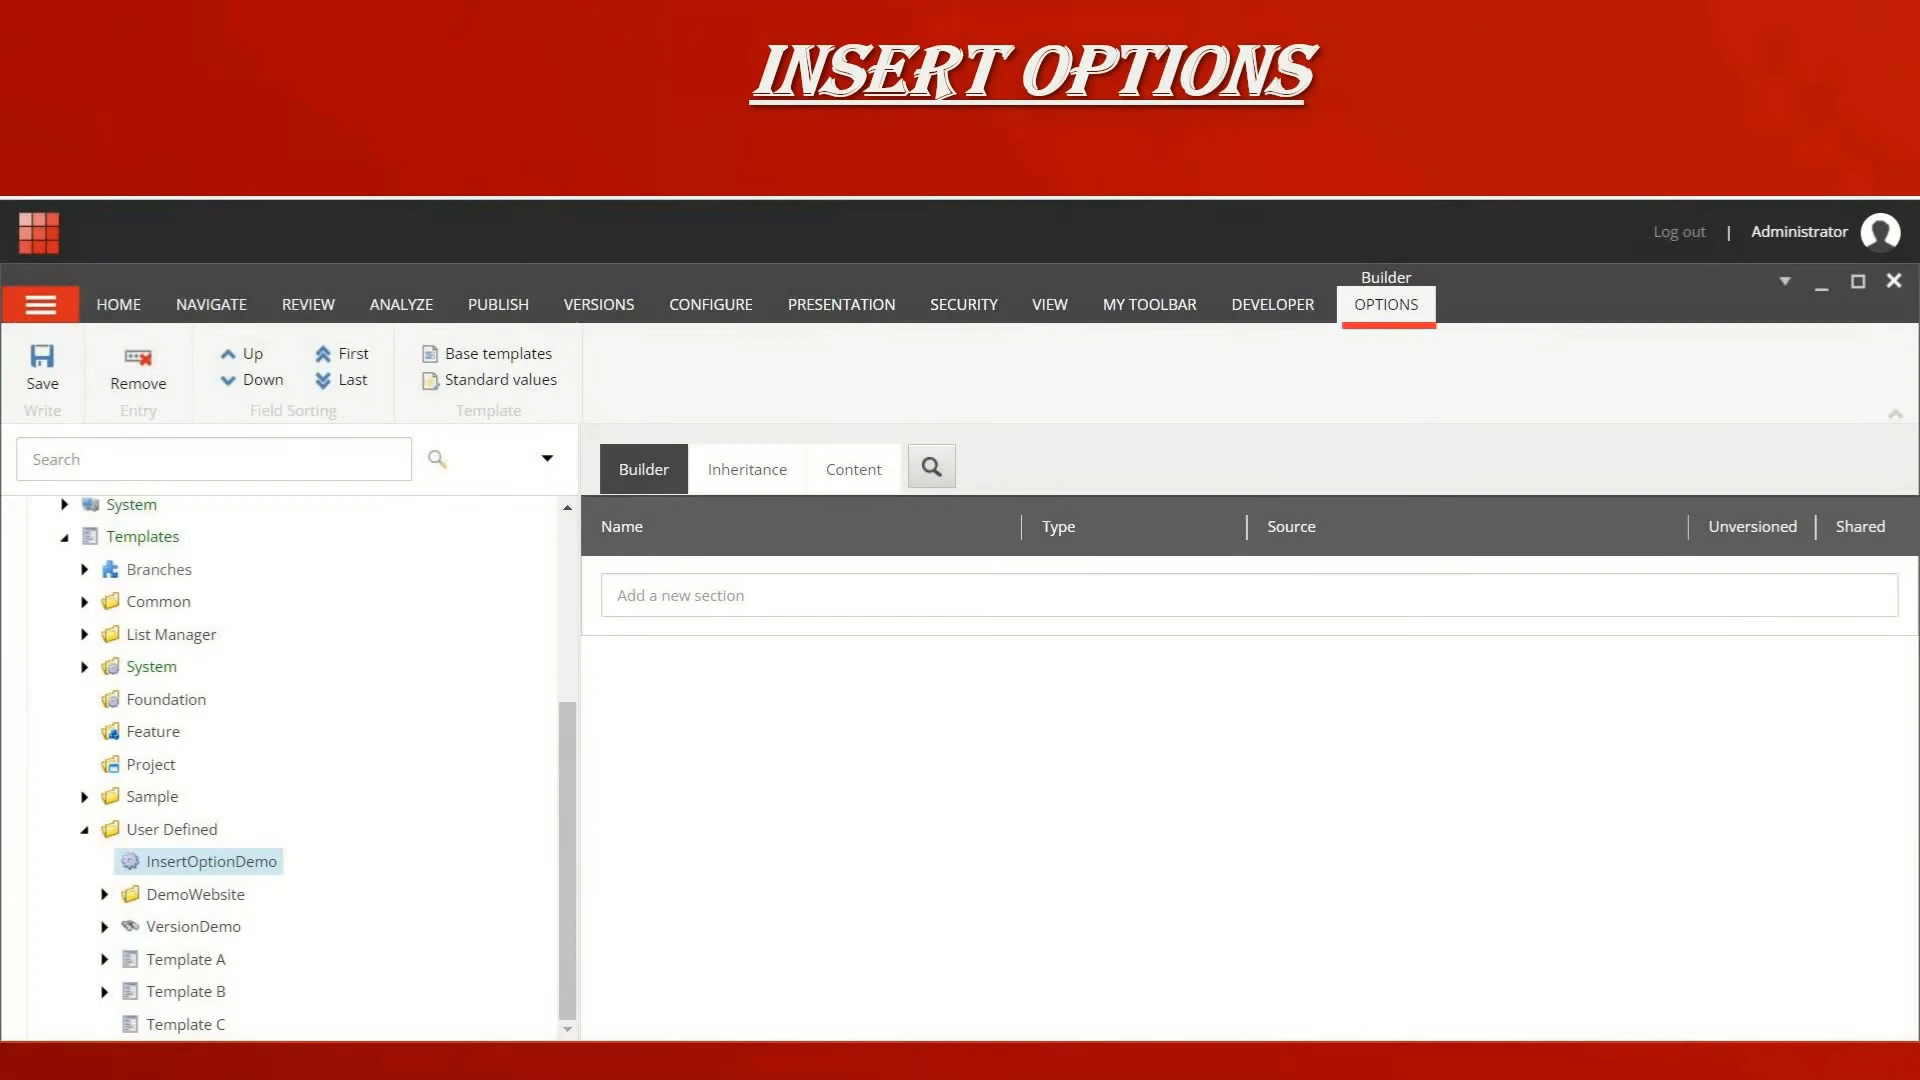 INSERT OPTIONS
Log out | Administrator
Builder
HOME NAVIGATE REVIEW ANALYZE PUBLISH VERSIONS CONFIGURE PRESENTATION SECURITY VIEW MY TOOLBAR DEVELOPER OPTIONS
Up First Base templates
Down Last Standard values
Save Remove
Write Entry Field Sorting Template
Search
Builder Inheritance Content
Name Type Source Unversioned Shared
Add a new section
System
Templates
Branches
Common
List Manager
System
Foundation
Feature
Project
Sample
User Defined
InsertOptionDemo
DemoWebsite
VersionDemo
Template A
Template B
Template C